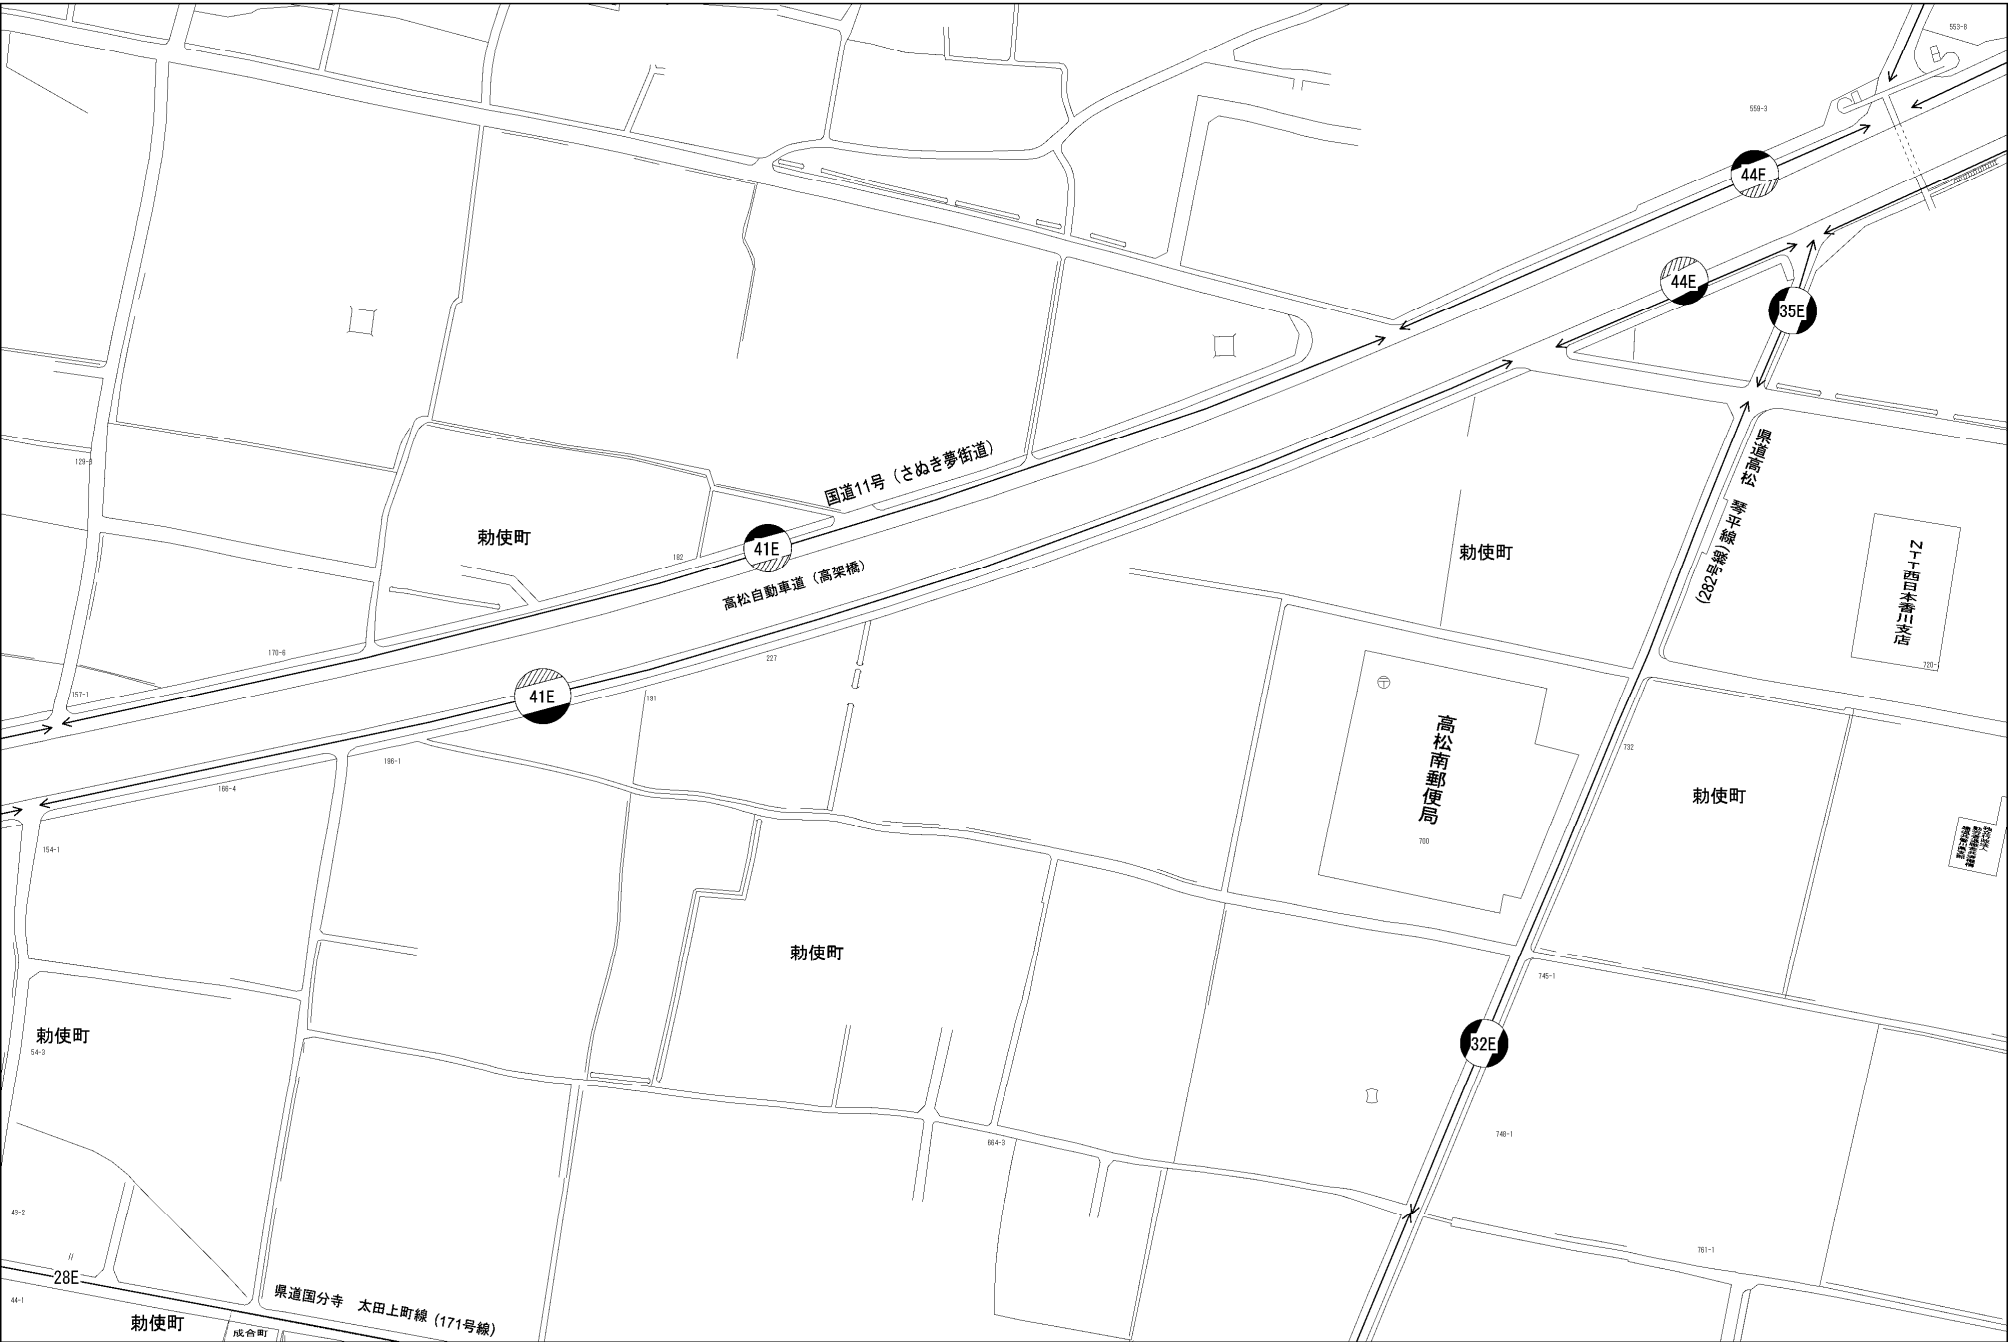 553-8
559-3
44E
44E
35E
129-3
国道11号（さぬき夢街道）
県道高松　琴平線
(282号線)
勅使町
182
41E
高松自動車道（高架橋）
勅使町
NTT西日本香川支店
720-1
170-6
157-1
227
191
41E
196-1
166-4
高松南郵便局
700
732
勅使町
154-1
勅使町
745-1
勅使町
54-3
32E
748-1
664-3
49-2
761-1
28E
44-1
県道国分寺　太田上町線（171号線）
勅使町
成合町